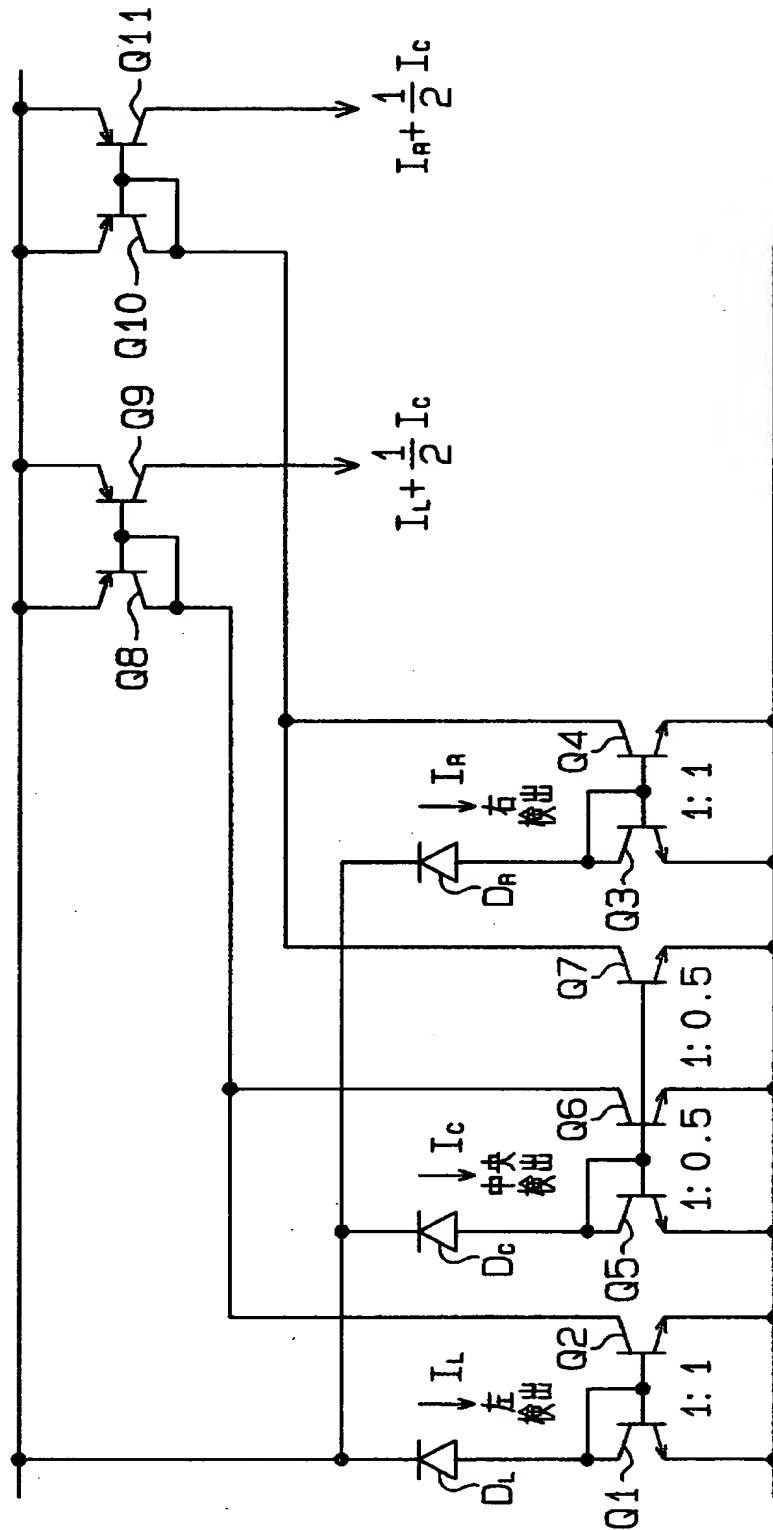 Q8
Q9
Q10
Q11
I_L+1/2 I_C
I_R+1/2 I_C
D_L
I_L
左
検出
D_C
I_C
中央
検出
D_R
I_R
右
検出
Q1
Q2
1:1
Q5
Q6
1:0.5
Q7
1:0.5
Q3
Q4
1:1